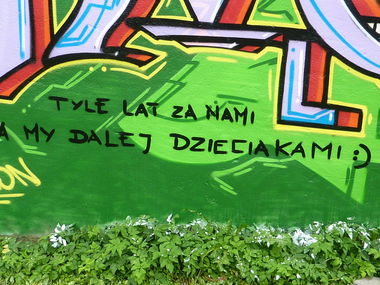 TYLE LAT ZA NAMI
A MY DALEJ DZIECIAKAMI :)